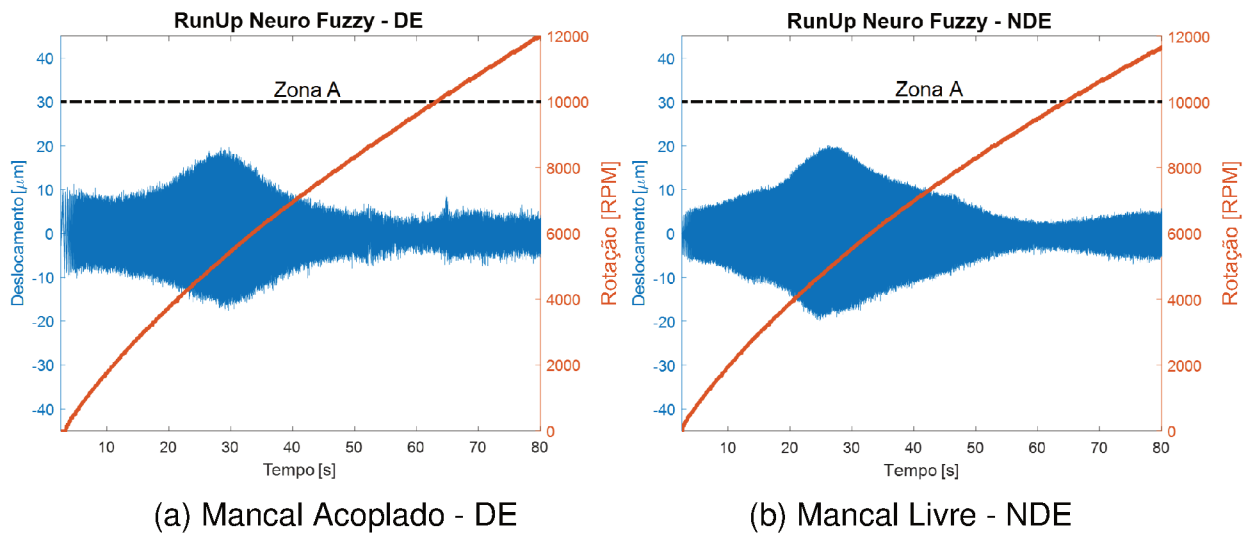 RunUp Neuro Fuzzy - DE
40
30
20
10
0
-10
-20
-30
-40
Deslocamento [μm]
Zona A
12000
10000
8000
6000
4000
2000
0
Rotação [RPM]
10 20 30 40 50 60 70 80
Tempo [s]
(a) Mancal Acoplado - DE
RunUp Neuro Fuzzy - NDE
40
30
20
10
0
-10
-20
-30
-40
Deslocamento [μm]
Zona A
12000
10000
8000
6000
4000
2000
0
Rotação [RPM]
10 20 30 40 50 60 70 80
Tempo [s]
(b) Mancal Livre - NDE